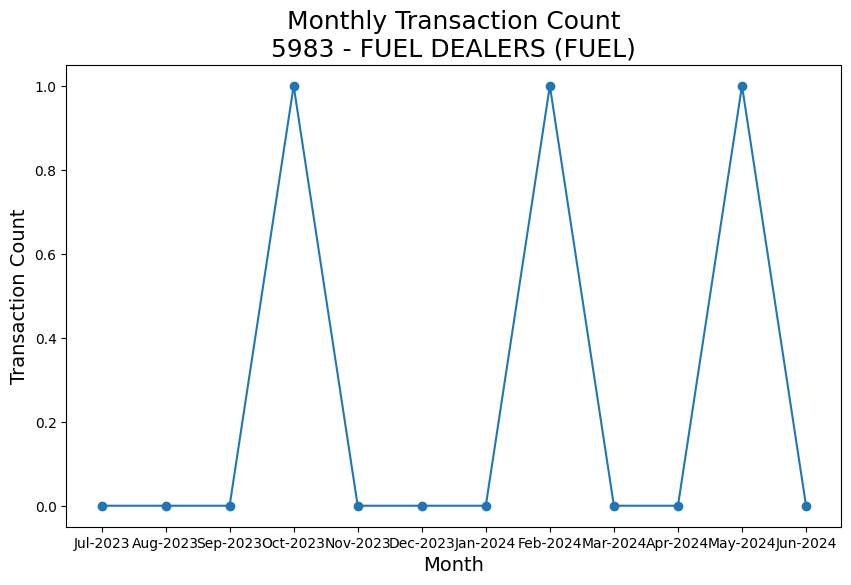 Monthly Transaction Count
5983 - FUEL DEALERS (FUEL)
Transaction Count
1.0
0.8
0.6
0.4
0.2
0.0
Jul-2023 Aug-2023 Sep-2023 Oct-2023 Nov-2023 Dec-2023 Jan-2024 Feb-2024 Mar-2024 Apr-2024 May-2024 Jun-2024
Month